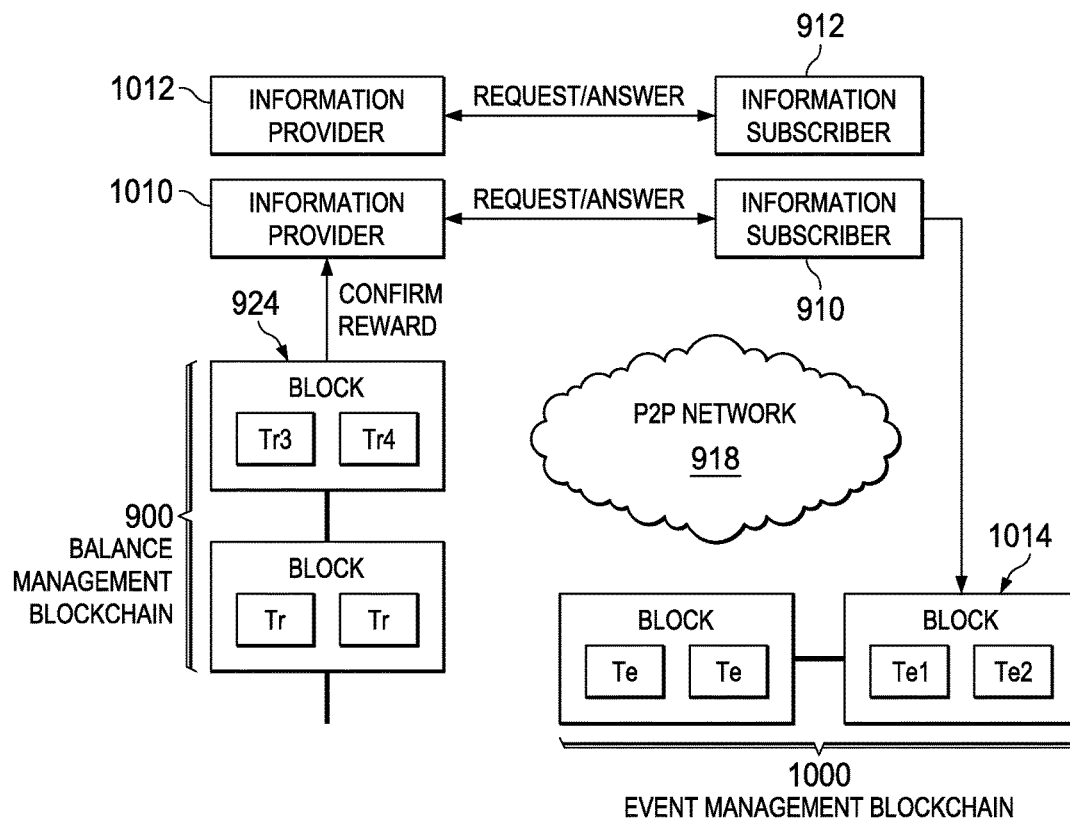 912
1012
INFORMATION
PROVIDER
REQUEST/ANSWER
INFORMATION
SUBSCRIBER
1010
INFORMATION
PROVIDER
REQUEST/ANSWER
INFORMATION
SUBSCRIBER
910
924
CONFIRM
REWARD
BLOCK
Tr3 Tr4
P2P NETWORK
918
900
BALANCE
MANAGEMENT
BLOCKCHAIN
BLOCK
Tr Tr
1014
BLOCK
Te Te
BLOCK
Te1 Te2
1000
EVENT MANAGEMENT BLOCKCHAIN